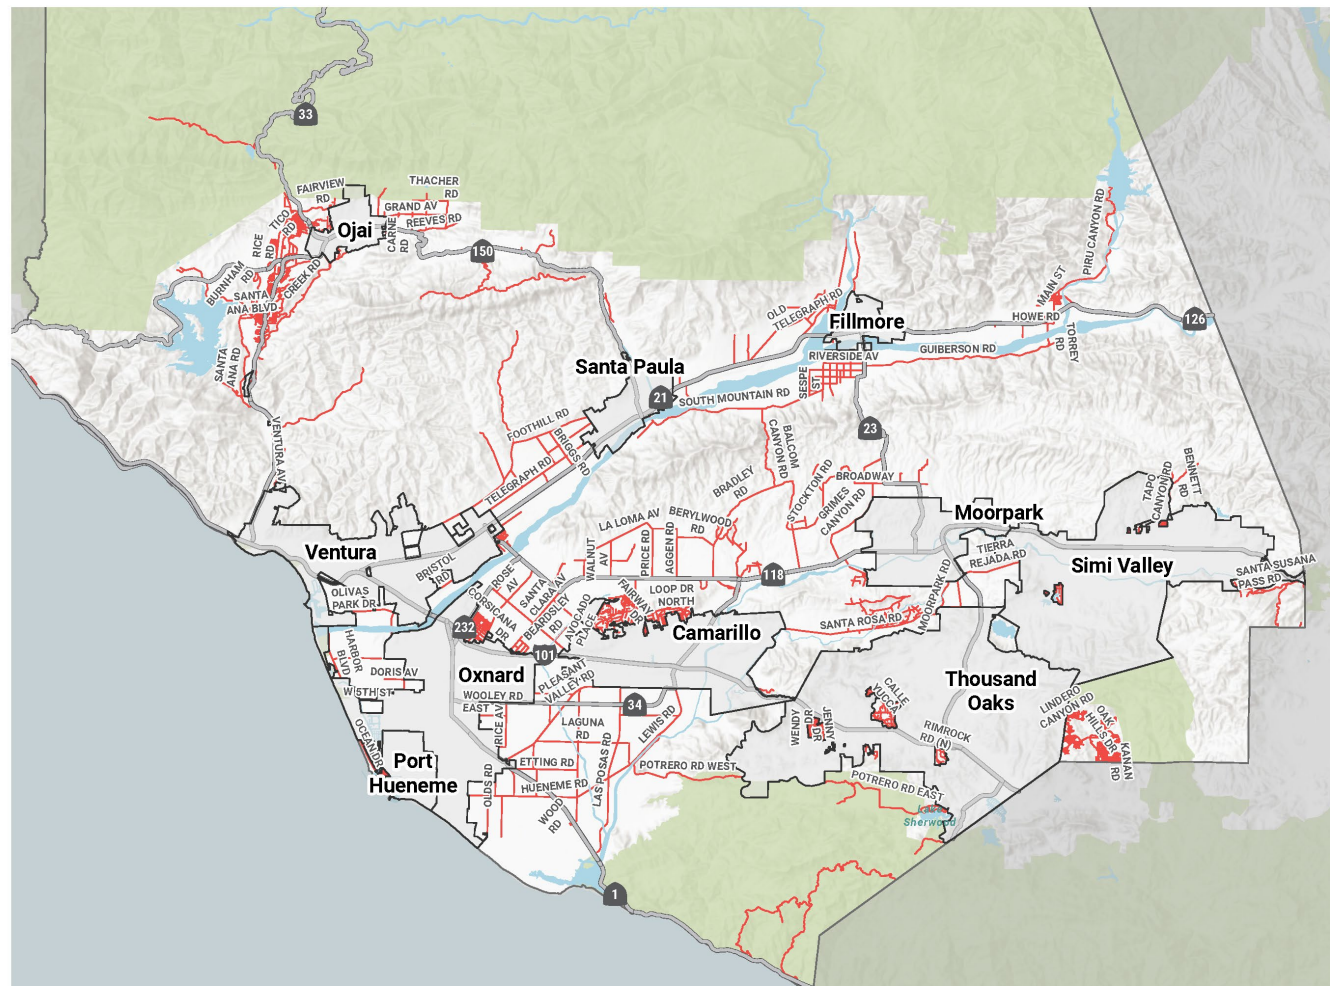 33
FAIRVIEW
RD
THACHER
RD
GRAND AV
REEVES RD
CARNE
RD
TICO
RD
Ojai
RICE
RD
150
BURNHAM
RD
CREEK RD
SANTA
ANA BLVD
SANTA
ANA RD
VENTURA AV
PIRU CANYON RD
MAIN ST
HOWE RD
126
TORREY
RD
OLD
TELEGRAPH RD
Fillmore
RIVERSIDE AV
GUIBERSON RD
SESPE
ST
Santa Paula
21
SOUTH MOUNTAIN RD
23
FOOTHILL RD
BRIGGS RD
TELEGRAPH RD
BALCOM
CANYON RD
BRADLEY
RD
STOCKTON RD
BROADWAY
GRIMES
CANYON RD
BENNETT
RD
TAPO
CANYON RD
Moorpark
LA LOMA AV
BERYLWOOD
RD
Ventura
WALNUT
AV
PRICE RD
AGGEN RD
TIERRA
REJADA RD
Simi Valley
SANTA SUSANA
PASS RD
BRISTOL
RD
118
OLIVAS
PARK DR
ROSE
AV
SANTA
CLARA AV
CORSICANA
DR
BEARDSLEY
RD
AVOCADO
PLACE
FAIRWAY
DR
LOOP DR
NORTH
MOORPARK RD
SANTA ROSA RD
232
Camarillo
101
HARBOR
BLVD
DORIS AV
W 5TH ST
Oxnard
PLEASANT
VALLEY RD
WOOLEY RD
EAST
34
RICE AV
LAGUNA
RD
LEWIS RD
Thousand
Oaks
CALLE
YUCCA
WENDY
DR
JENNY
DR
RIMROCK
RD (N)
LINDERO
CANYON RD
OAK
HILLS DR
KANAN
RD
OCEAN DR
Port
Hueneme
ETTING RD
HUENEME RD
OLDS RD
LAS POSAS RD
POTRERO RD WEST
POTRERO RD EAST
WOOD
RD
Lake
Sherwood
1